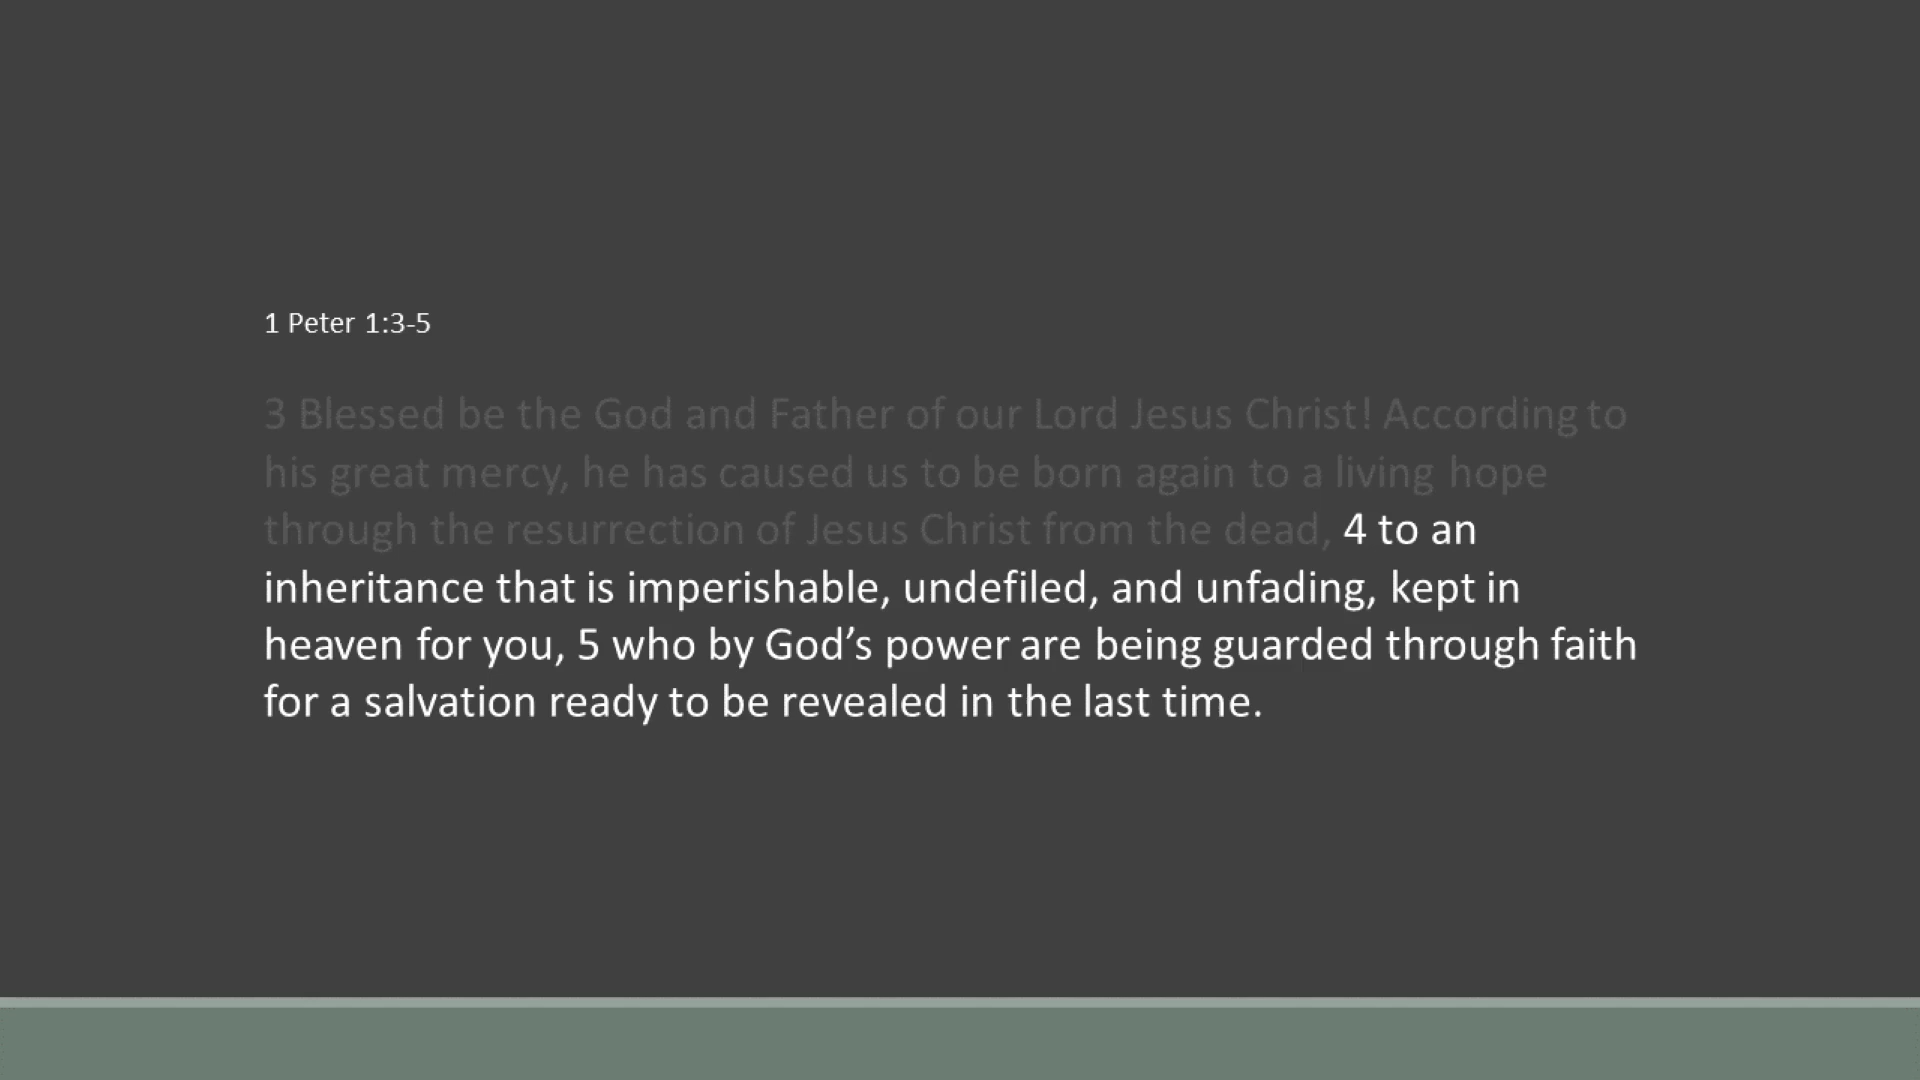 1 Peter 1:3-5
3 Blessed be the God and Father of our Lord Jesus Christ! According to
his great mercy, he has caused us to be born again to a living hope
through the resurrection of Jesus Christ from the dead, 4 to an
inheritance that is imperishable, undefiled, and unfading, kept in
heaven for you, 5 who by God’s power are being guarded through faith
for a salvation ready to be revealed in the last time.